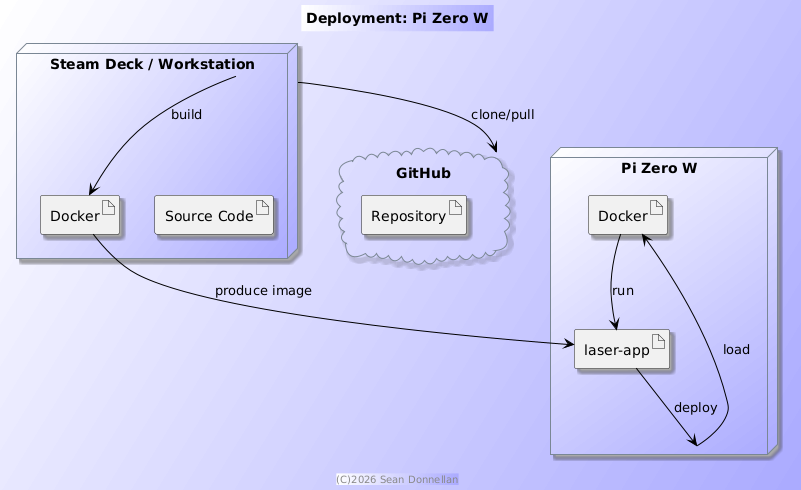 Deployment: Pi Zero W
Steam Deck / Workstation
build
clone/pull
GitHub
Pi Zero W
Docker
Source Code
Repository
Docker
produce image
run
laser-app
load
deploy
(C)2026 Sean Donnellan